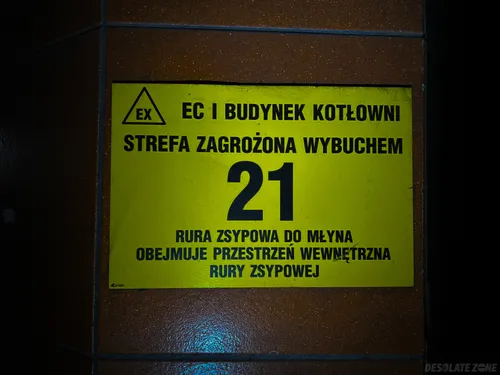 EX EC I BUDYNEK KOTŁOWNI
STREFA ZAGROŻONA WYBUCHEM
21
RURA ZSYPOWA DO MŁYNA
OBEJMUJE PRZESTRZEŃ WEWNĘTRZNA
RURY ZSYPOWEJ
DESOLATE ZONE